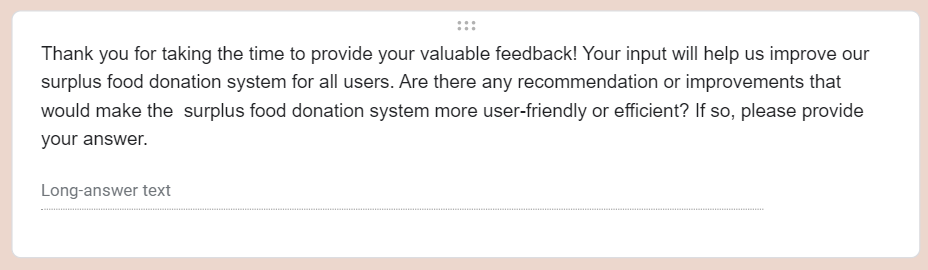 Thank you for taking the time to provide your valuable feedback! Your input will help us improve our
surplus food donation system for all users. Are there any recommendation or improvements that
would make the  surplus food donation system more user-friendly or efficient? If so, please provide
your answer.
Long-answer text